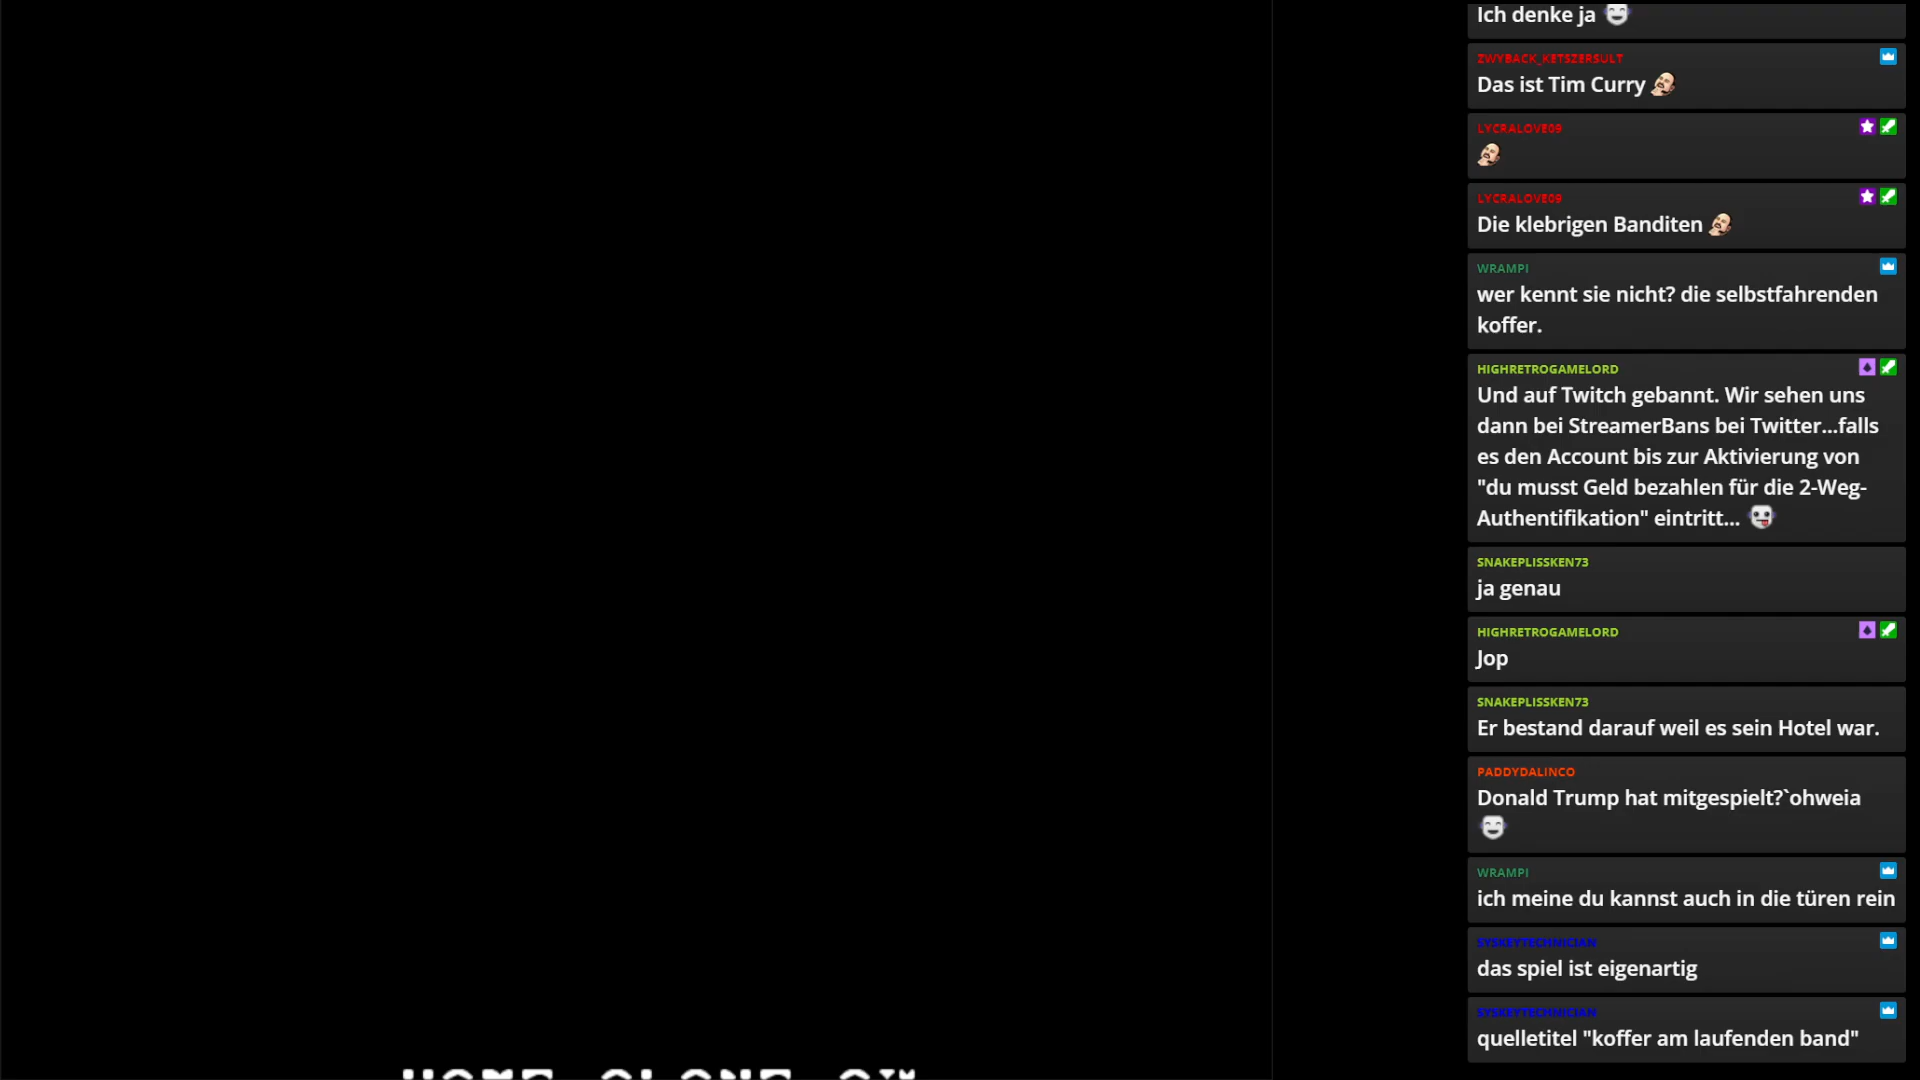 Ich denke ja
ZWYBACK_KETSZERSULT
Das ist Tim Curry
LYCRALOVE09
LYCRALOVE09
Die klebrigen Banditen
WRAMPI
wer kennt sie nicht? die selbstfahrenden
koffer.
HIGHRETROGAMELORD
Und auf Twitch gebannt. Wir sehen uns
dann bei StreamerBans bei Twitter...falls
es den Account bis zur Aktivierung von
"du musst Geld bezahlen für die 2-Weg-
Authentifikation" eintritt...
SNAKEPLISSKEN73
ja genau
HIGHRETROGAMELORD
Jop
SNAKEPLISSKEN73
Er bestand darauf weil es sein Hotel war.
PADDYDALINCO
Donald Trump hat mitgespielt?`ohweia
WRAMPI
ich meine du kannst auch in die türen rein
SYSKEYTECHNICIAN
das spiel ist eigenartig
SYSKEYTECHNICIAN
quelletitel "koffer am laufenden band"
HOME ALONE